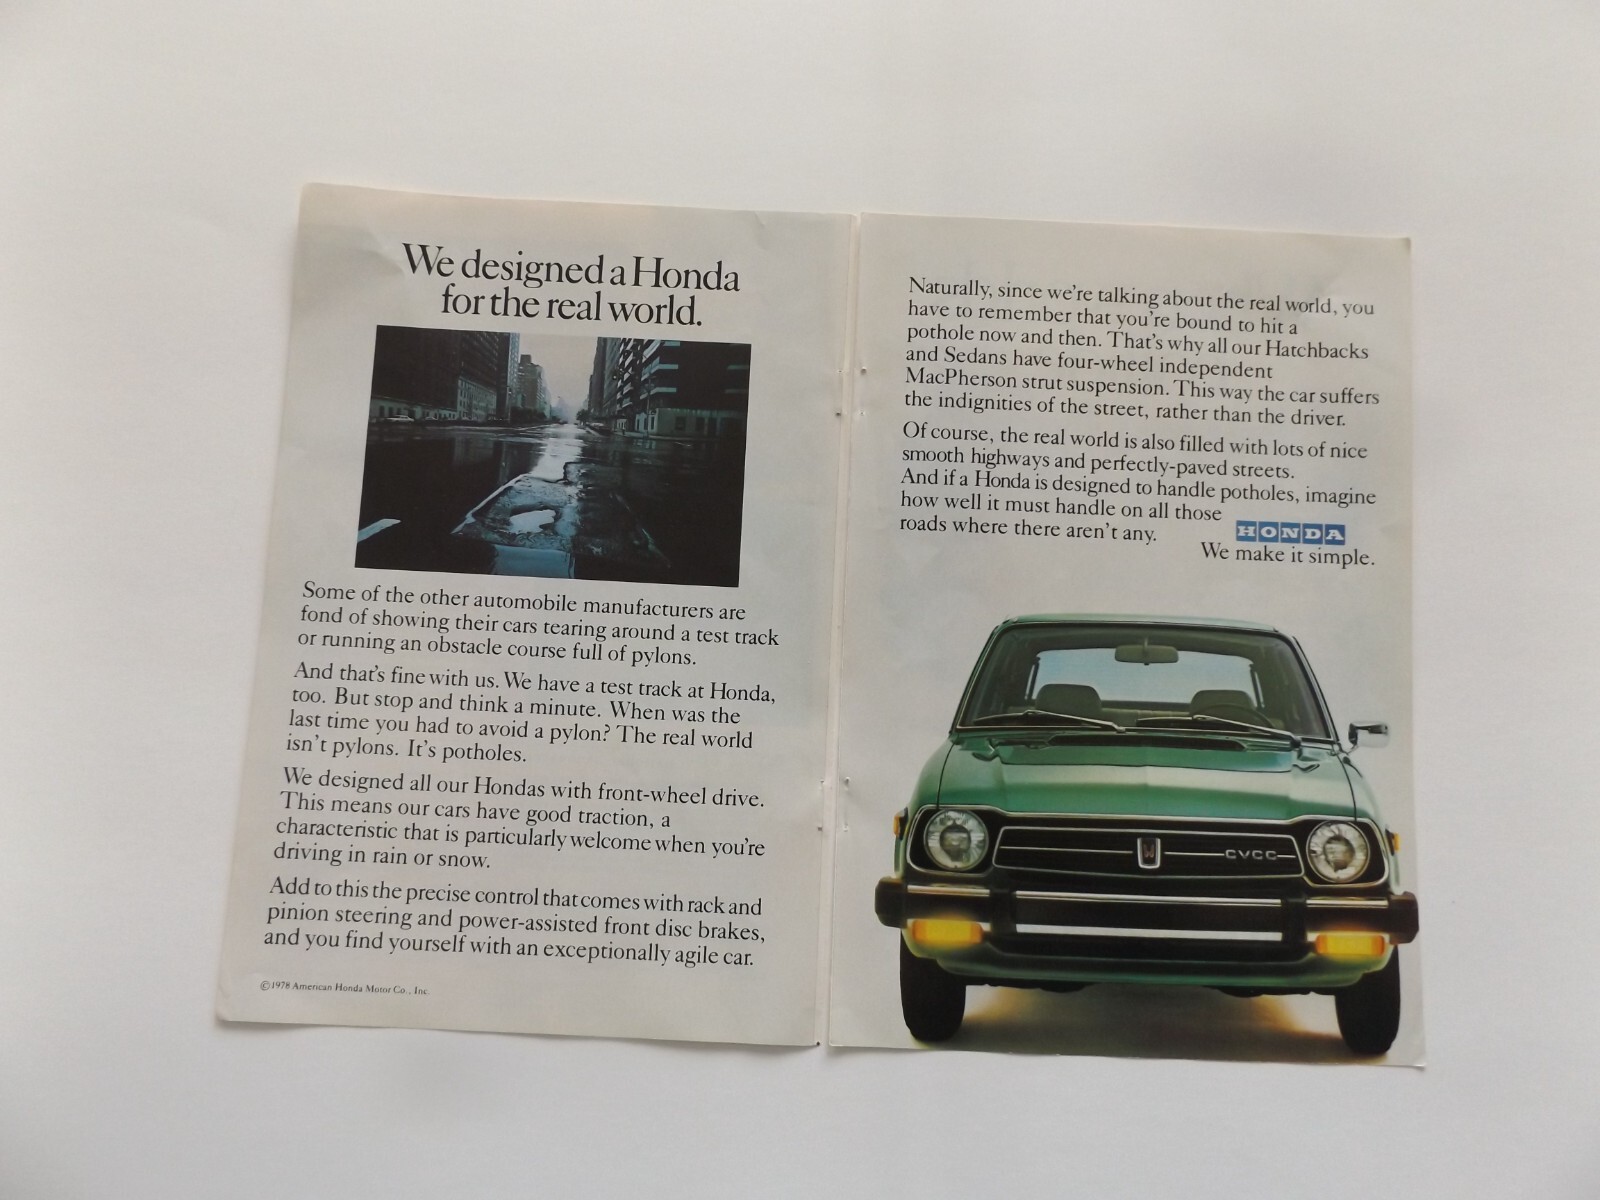 We designed a Honda
for the real world.
Some of the other automobile manufacturers are
fond of showing their cars tearing around a test track
or running an obstacle course full of pylons.
And that's fine with us. We have a test track at Honda,
too. But stop and think a minute. When was the
last time you had to avoid a pylon? The real world
isn't pylons. It's potholes.
We designed all our Hondas with front-wheel drive.
This means our cars have good traction, a
characteristic that is particularly welcome when you're
driving in rain or snow.
Add to this the precise control that comes with rack and
pinion steering and power-assisted front disc brakes,
and you find yourself with an exceptionally agile car.
©1978 American Honda Motor Co., Inc.
Naturally, since we're talking about the real world, you
have to remember that you're bound to hit a
pothole now and then. That's why all our Hatchbacks
and Sedans have four-wheel independent
MacPherson strut suspension. This way the car suffers
the indignities of the street, rather than the driver.
Of course, the real world is also filled with lots of nice
smooth highways and perfectly-paved streets.
And if a Honda is designed to handle potholes, imagine
how well it must handle on all those
roads where there aren't any.
HONDA
We make it simple.
CVCC